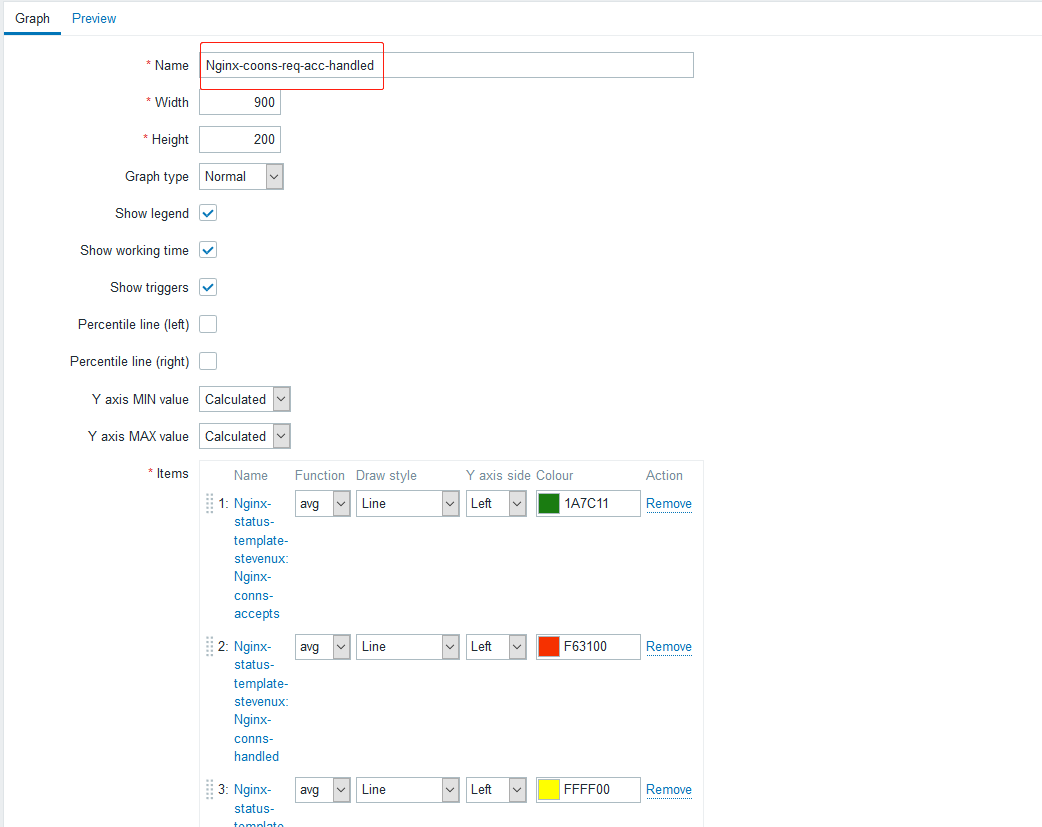 Graph Preview
* Name Nginx-coons-req-acc-handled
* Width 900
* Height 200
Graph type Normal
Show legend
Show working time
Show triggers
Percentile line (left)
Percentile line (right)
Y axis MIN value Calculated
Y axis MAX value Calculated
* Items Name Function Draw style Y axis side Colour Action
1: Nginx- avg Line Left 1A7C11 Remove
status-
template-
stevenux:
Nginx-
conns-
accepts
2: Nginx- avg Line Left F63100 Remove
status-
template-
stevenux:
Nginx-
conns-
handled
3: Nginx- avg Line Left FFFF00 Remove
status-
template